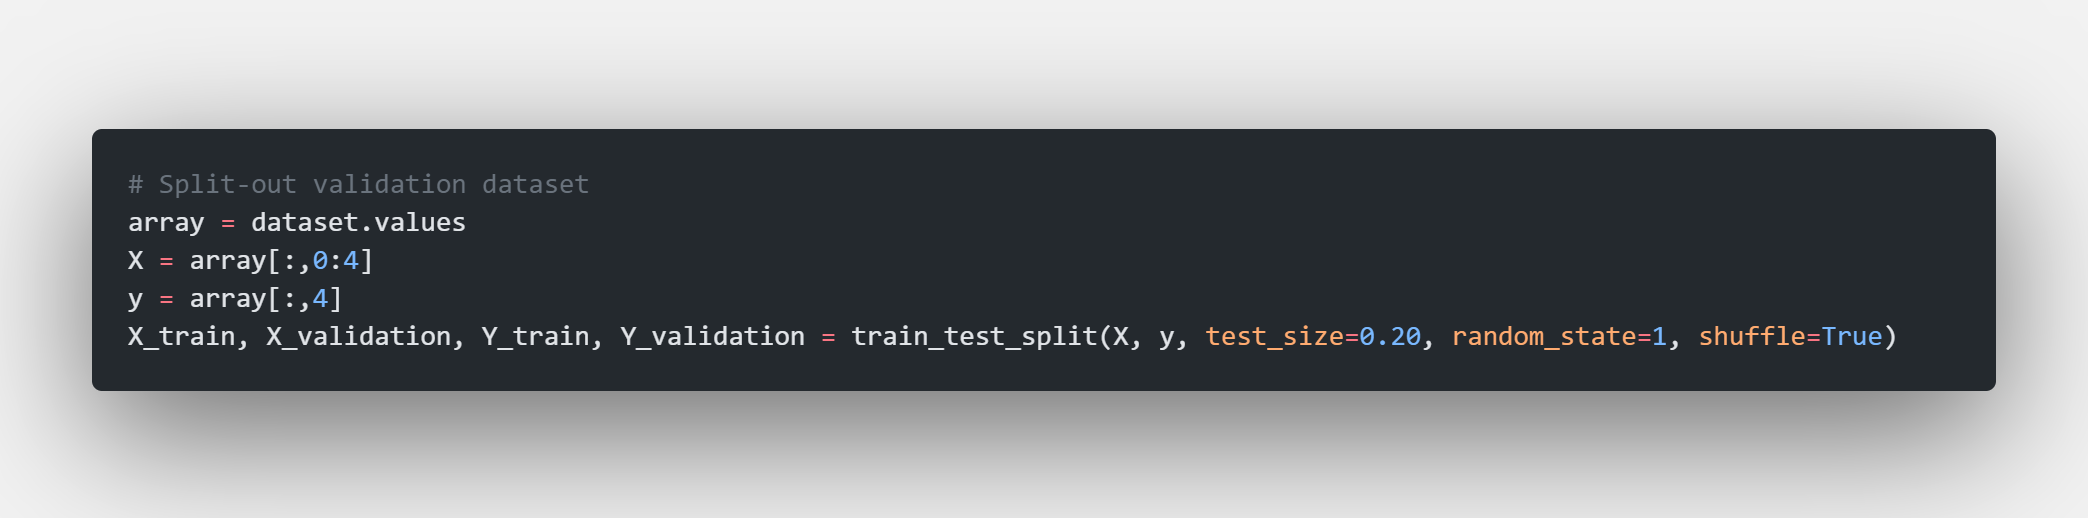 # Split-out validation dataset
array = dataset.values
X = array[:,0:4]
y = array[:,4]
X_train, X_validation, Y_train, Y_validation = train_test_split(X, y, test_size=0.20, random_state=1, shuffle=True)